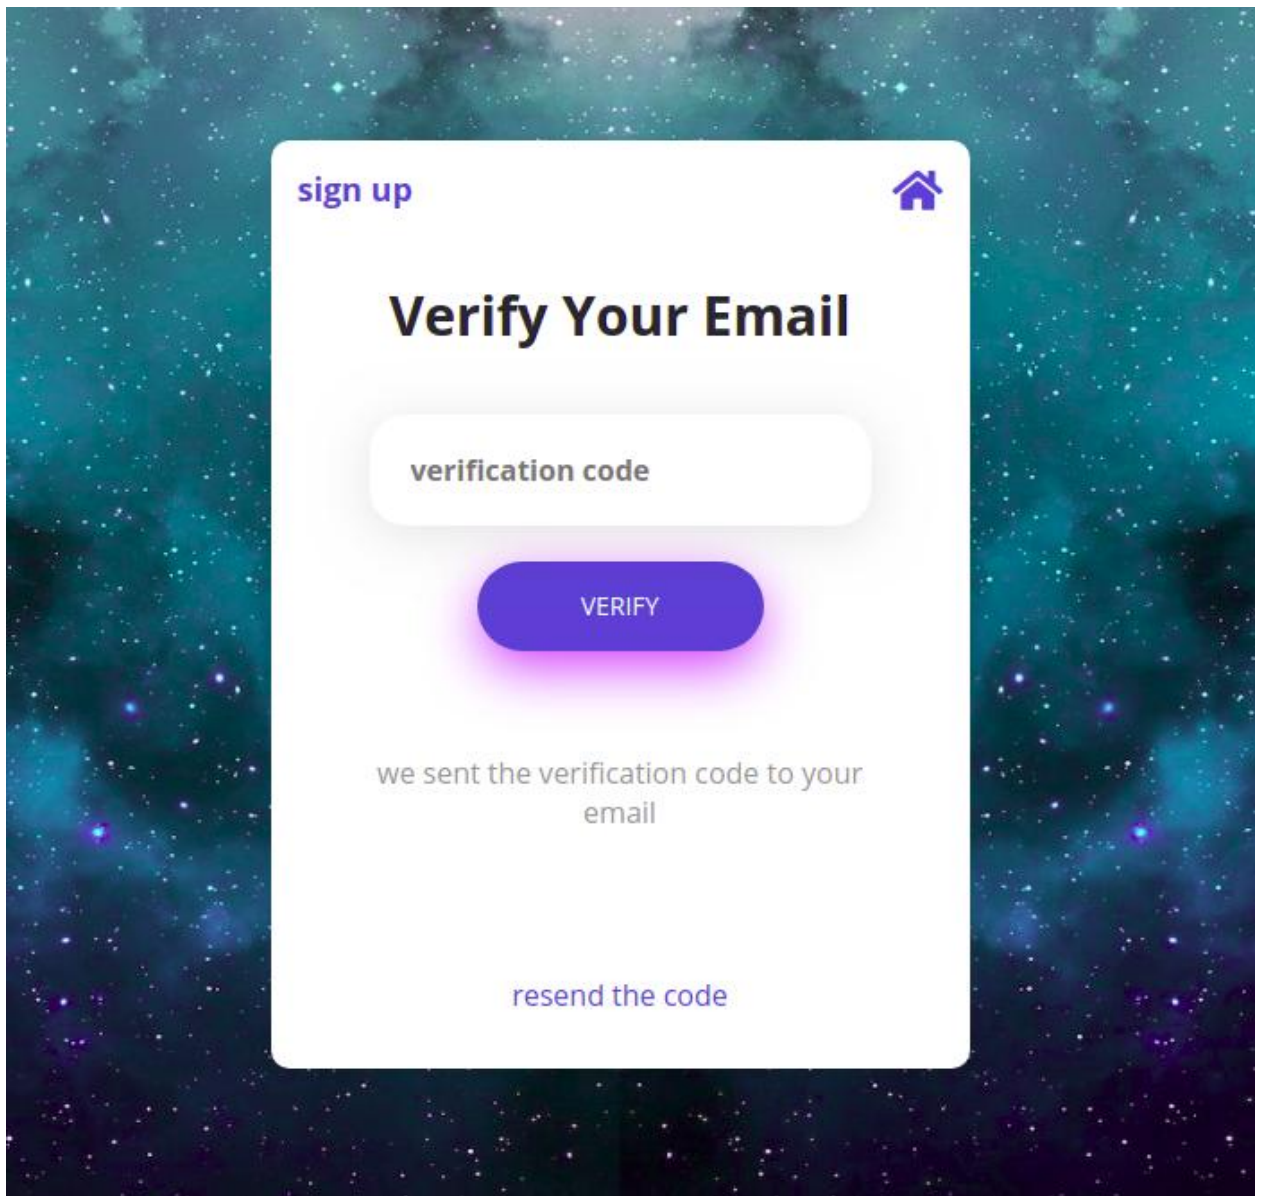 sign up
Verify Your Email
verification code
VERIFY
we sent the verification code to your
email
resend the code